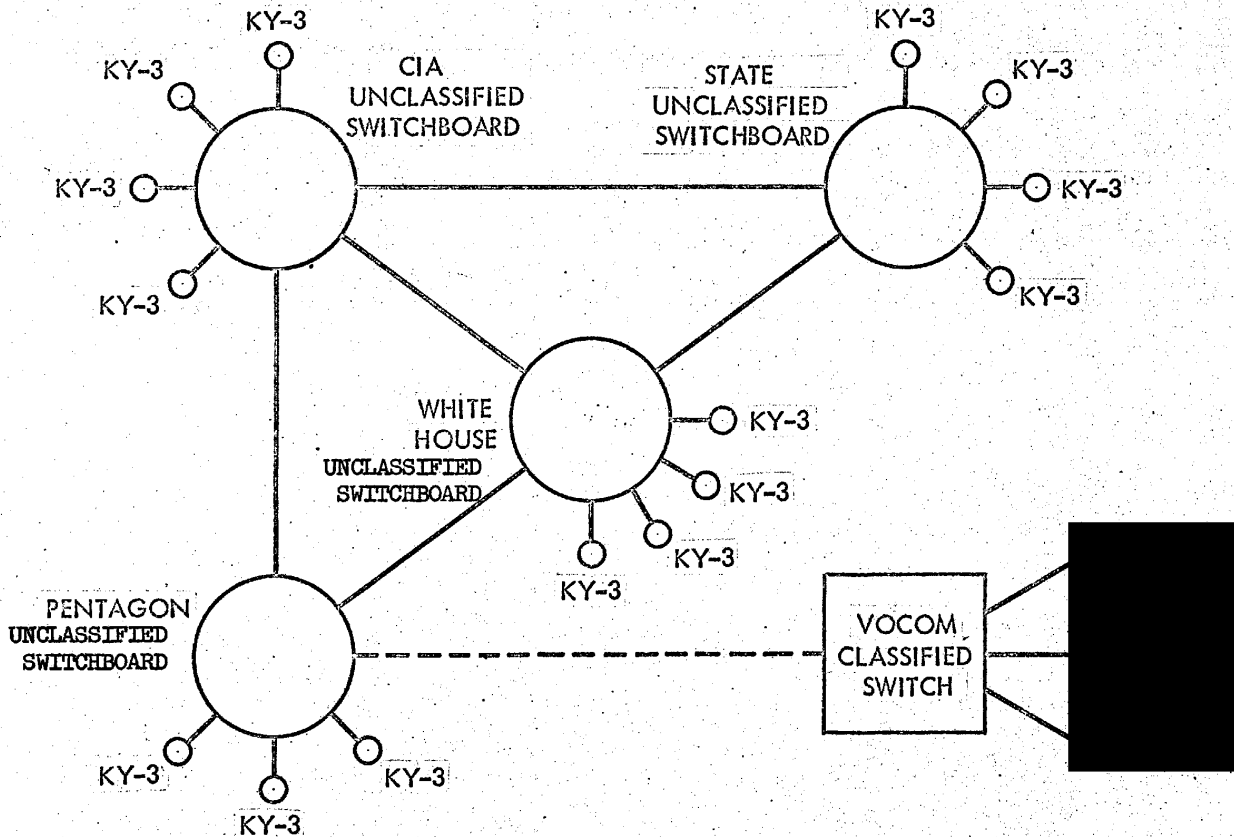 KY-3
KY-3
KY-3
KY-3
CIA
UNCLASSIFIED
SWITCHBOARD
STATE
UNCLASSIFIED
SWITCHBOARD
KY-3
KY-3
KY-3
KY-3
WHITE
HOUSE
UNCLASSIFIED
SWITCHBOARD
KY-3
KY-3
KY-3
KY-3
PENTAGON
UNCLASSIFIED
SWITCHBOARD
KY-3
KY-3
KY-3
VOCOM
CLASSIFIED
SWITCH